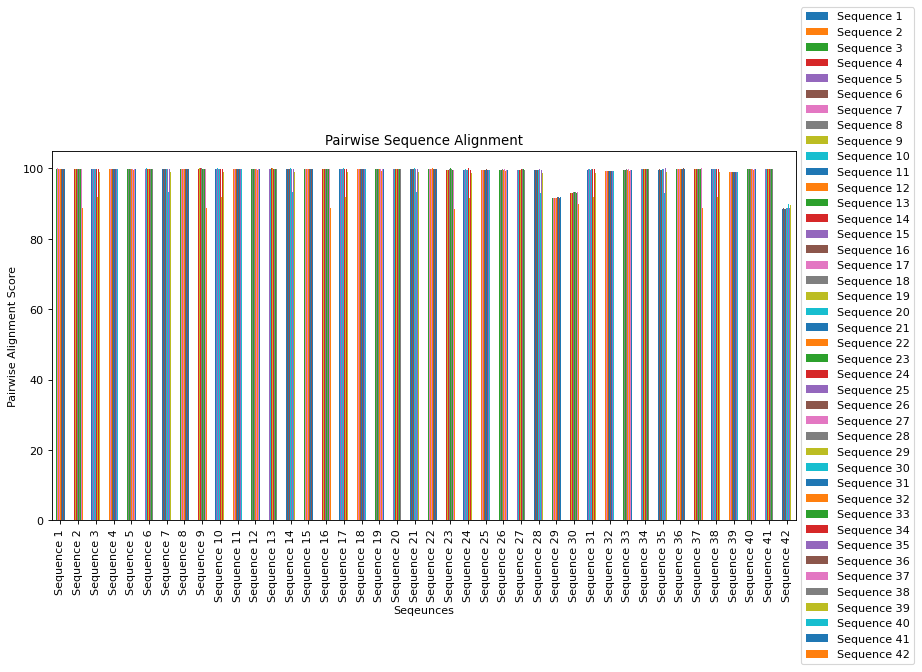 Pairwise Sequence Alignment
Pairwise Alignment Score
100
80
60
40
20
0
Sequence 1
Sequence 2
Sequence 3
Sequence 4
Sequence 5
Sequence 6
Sequence 7
Sequence 8
Sequence 9
Sequence 10
Sequence 11
Sequence 12
Sequence 13
Sequence 14
Sequence 15
Sequence 16
Sequence 17
Sequence 18
Sequence 19
Sequence 20
Sequence 21
Sequence 22
Sequence 23
Sequence 24
Sequence 25
Sequence 26
Sequence 27
Sequence 28
Sequence 29
Sequence 30
Sequence 31
Sequence 32
Sequence 33
Sequence 34
Sequence 35
Sequence 36
Sequence 37
Sequence 38
Sequence 39
Sequence 40
Sequence 41
Sequence 42
Seqeunces
Sequence 1
Sequence 2
Sequence 3
Sequence 4
Sequence 5
Sequence 6
Sequence 7
Sequence 8
Sequence 9
Sequence 10
Sequence 11
Sequence 12
Sequence 13
Sequence 14
Sequence 15
Sequence 16
Sequence 17
Sequence 18
Sequence 19
Sequence 20
Sequence 21
Sequence 22
Sequence 23
Sequence 24
Sequence 25
Sequence 26
Sequence 27
Sequence 28
Sequence 29
Sequence 30
Sequence 31
Sequence 32
Sequence 33
Sequence 34
Sequence 35
Sequence 36
Sequence 37
Sequence 38
Sequence 39
Sequence 40
Sequence 41
Sequence 42